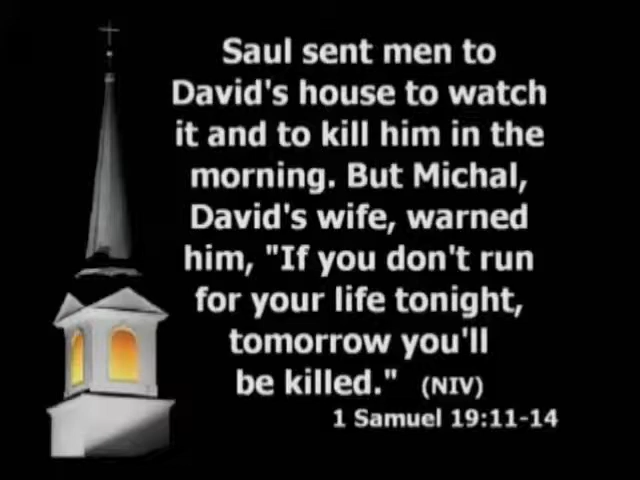 Saul sent men to
David's house to watch
it and to kill him in the
morning. But Michal,
David's wife, warned
him, "If you don't run
for your life tonight,
tomorrow you'll
be killed." (NIV)
1 Samuel 19:11-14